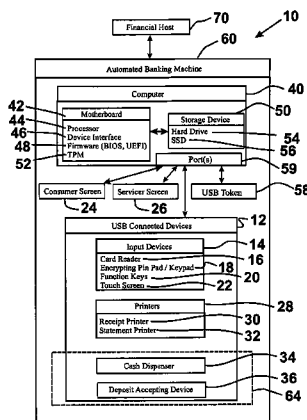 70
10
Financial Host
60
Automated Banking Machine
40
Computer
42
50
Motherboard
Storage Device
44
Processor
Hard Drive
54
46
Device Interface
SSD
56
48
Firmware (BIOS, UEFI)
52
TPM
Port(s)
59
Consumer Screen
Servicer Screen
USB Token
58
24
26
12
USB Connected Devices
Input Devices
14
Card Reader
16
Encrypting Pin Pad / Keypad
18
Function Keys
20
Touch Screen
22
Printers
28
Receipt Printer
30
Statement Printer
32
Cash Dispenser
34
Deposit Accepting Device
36
64